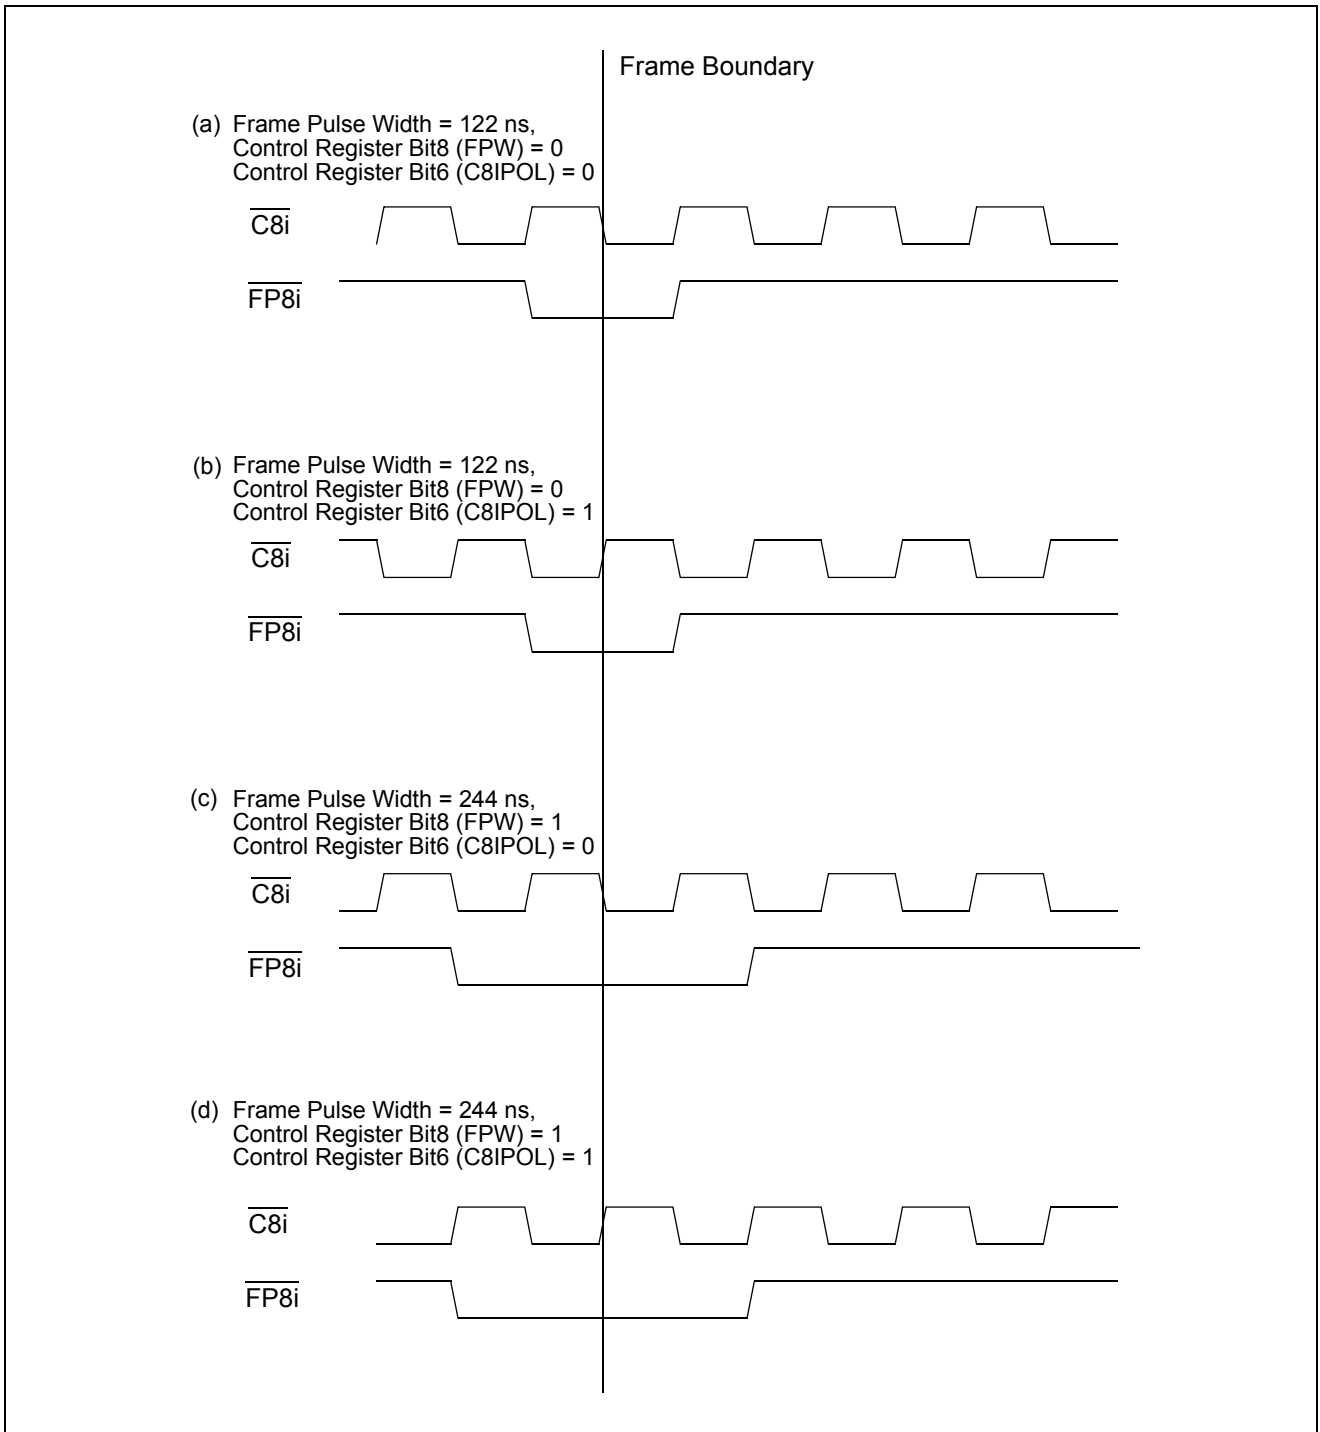 Frame Boundary
(a) Frame Pulse Width = 122 ns,
Control Register Bit8 (FPW) = 0
Control Register Bit6 (C8IPOL) = 0
C8i
FP8i
(b) Frame Pulse Width = 122 ns,
Control Register Bit8 (FPW) = 0
Control Register Bit6 (C8IPOL) = 1
C8i
FP8i
(c) Frame Pulse Width = 244 ns,
Control Register Bit8 (FPW) = 1
Control Register Bit6 (C8IPOL) = 0
C8i
FP8i
(d) Frame Pulse Width = 244 ns,
Control Register Bit8 (FPW) = 1
Control Register Bit6 (C8IPOL) = 1
C8i
FP8i